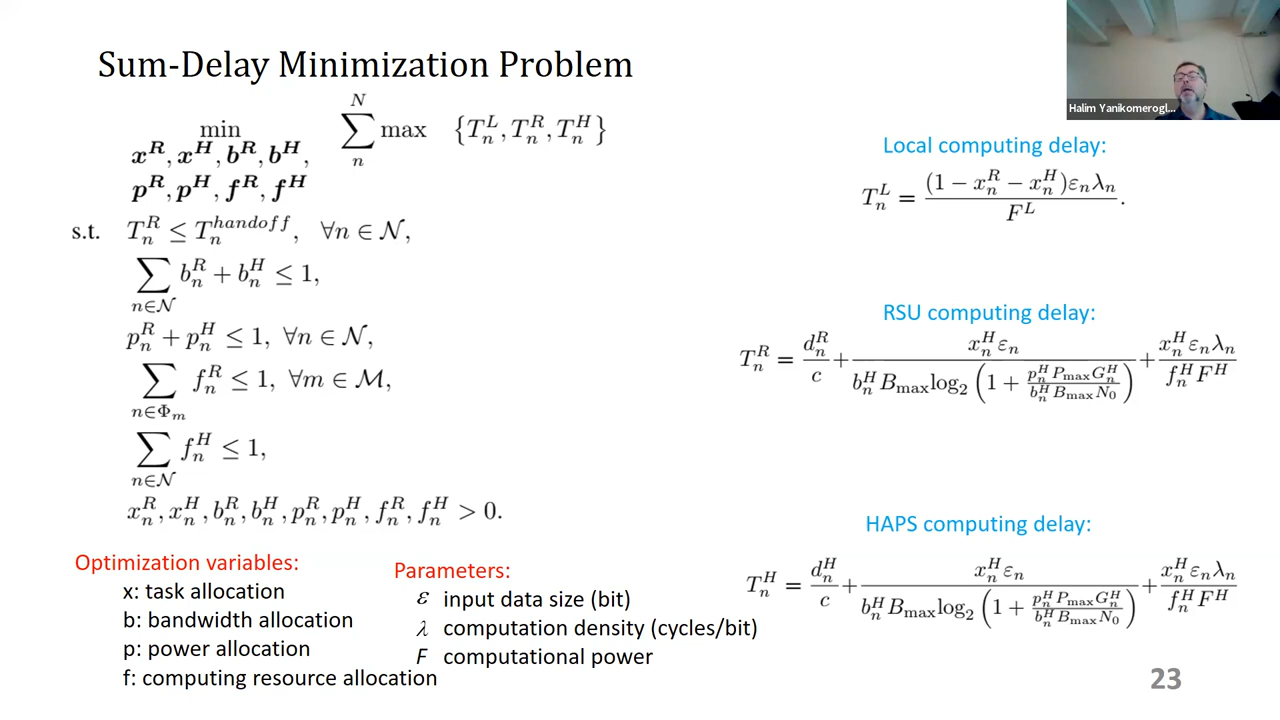 Sum-Delay Minimization Problem
Halim Yanikomerogl...
min x^R, x^H, b^R, b^H, p^R, p^H, f^R, f^H ∑_n^N max {T_n^L, T_n^R, T_n^H}
s.t. T_n^R ≤ T_n^{handoff}, ∀n ∈ N,
∑_{n∈N} b_n^R + b_n^H ≤ 1,
p_n^R + p_n^H ≤ 1, ∀n ∈ N,
∑_{n∈Φ_m} f_n^R ≤ 1, ∀m ∈ M,
∑_{n∈N} f_n^H ≤ 1,
x_n^R, x_n^H, b_n^R, b_n^H, p_n^R, p_n^H, f_n^R, f_n^H > 0.
Optimization variables:
x: task allocation
b: bandwidth allocation
p: power allocation
f: computing resource allocation
Parameters:
ε input data size (bit)
λ computation density (cycles/bit)
F computational power
Local computing delay:
T_n^L = (1 − x_n^R − x_n^H)ε_nλ_n / F^L.
RSU computing delay:
T_n^R = d_n^R / c + x_n^H ε_n / (b_n^H B_max log_2 (1 + p_n^H P_max G_n^H / b_n^H B_max N_0)) + x_n^H ε_n λ_n / f_n^H F^H
HAPS computing delay:
T_n^H = d_n^H / c + x_n^H ε_n / (b_n^H B_max log_2 (1 + p_n^H P_max G_n^H / b_n^H B_max N_0)) + x_n^H ε_n λ_n / f_n^H F^H
23